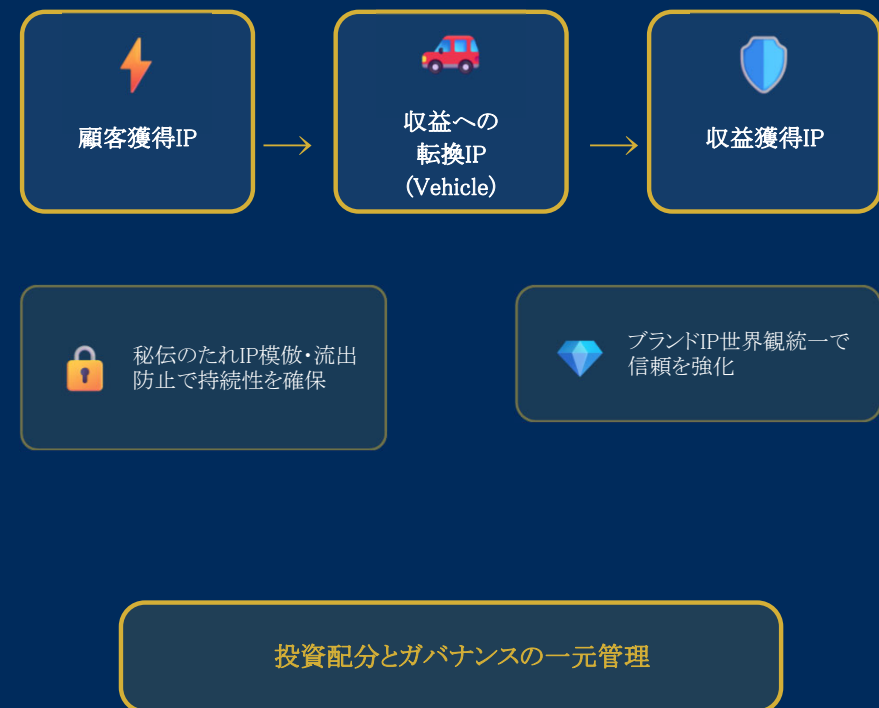 顧客獲得IP
→
収益への
転換IP
(Vehicle)
→
収益獲得IP
秘伝のたれIP模倣・流出
防止で持続性を確保
ブランドIP世界観統一で
信頼を強化
投資配分とガバナンスの一元管理